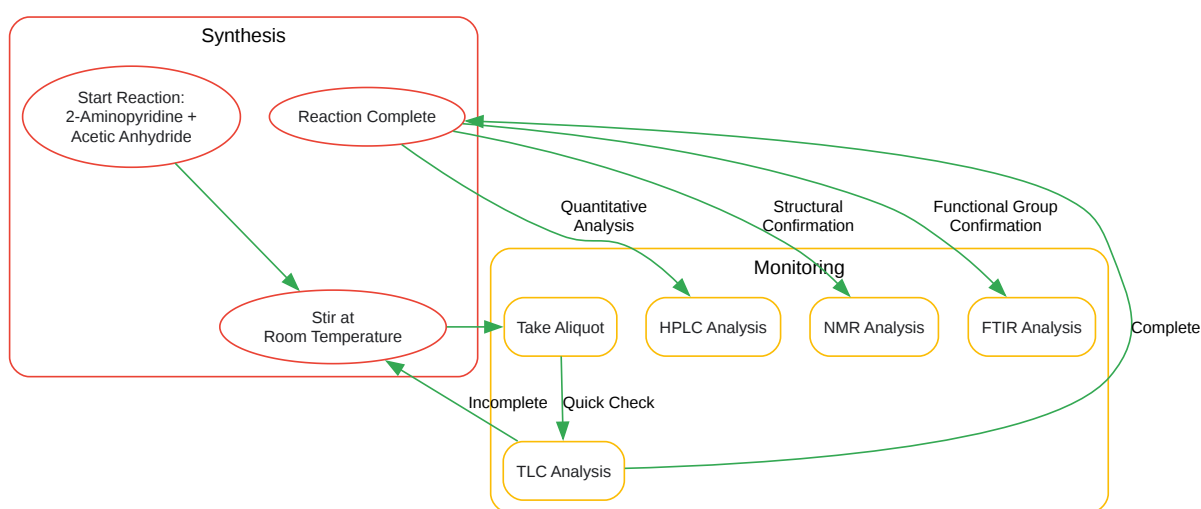 Synthesis
Start Reaction:
2-Aminopyridine +
Acetic Anhydride
Reaction Complete
Quantitative
Analysis
Structural
Confirmation
Functional Group
Confirmation
Monitoring
Stir at
Room Temperature
Take Aliquot
HPLC Analysis
NMR Analysis
FTIR Analysis
Complete
Incomplete
Quick Check
TLC Analysis